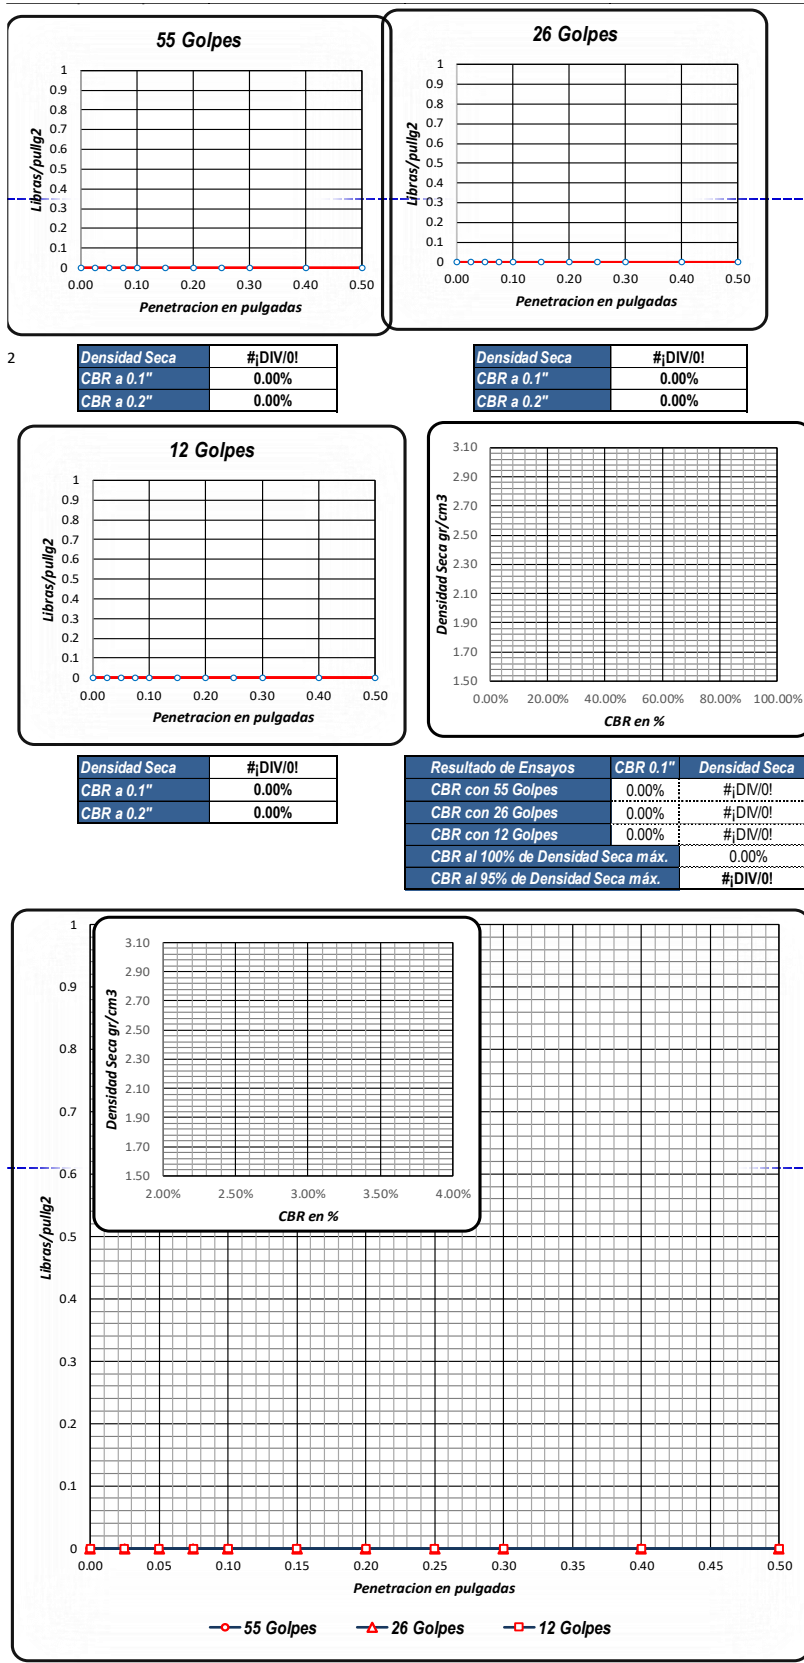 55 Golpes
1
0.9
0.8
0.7
0.6
0.5
0.4
0.3
0.2
0.1
0
Libras/pullg2
0.00 0.10 0.20 0.30 0.40 0.50
Penetracion en pulgadas
26 Golpes
1
0.9
0.8
0.7
0.6
0.5
0.4
0.3
0.2
0.1
0
Libras/pullg2
0.00 0.10 0.20 0.30 0.40 0.50
Penetracion en pulgadas
2
Densidad Seca #¡DIV/0!
CBR a 0.1" 0.00%
CBR a 0.2" 0.00%
Densidad Seca #¡DIV/0!
CBR a 0.1" 0.00%
CBR a 0.2" 0.00%
12 Golpes
1
0.9
0.8
0.7
0.6
0.5
0.4
0.3
0.2
0.1
0
Libras/pullg2
0.00 0.10 0.20 0.30 0.40 0.50
Penetracion en pulgadas
3.10
2.90
2.70
2.50
2.30
2.10
1.90
1.70
1.50
Densidad Seca gr/cm3
0.00% 20.00% 40.00% 60.00% 80.00% 100.00%
CBR en %
Densidad Seca #¡DIV/0!
CBR a 0.1" 0.00%
CBR a 0.2" 0.00%
Resultado de Ensayos CBR 0.1" Densidad Seca
CBR con 55 Golpes 0.00% #¡DIV/0!
CBR con 26 Golpes 0.00% #¡DIV/0!
CBR con 12 Golpes 0.00% #¡DIV/0!
CBR al 100% de Densidad Seca máx. 0.00%
CBR al 95% de Densidad Seca máx. #¡DIV/0!
1
0.9
0.8
0.7
0.6
0.5
0.4
0.3
0.2
0.1
0
Libras/pullg2
3.10
2.90
2.70
2.50
2.30
2.10
1.90
1.70
1.50
Densidad Seca gr/cm3
2.00% 2.50% 3.00% 3.50% 4.00%
CBR en %
0.00 0.05 0.10 0.15 0.20 0.25 0.30 0.35 0.40 0.45 0.50
Penetracion en pulgadas
55 Golpes 26 Golpes 12 Golpes